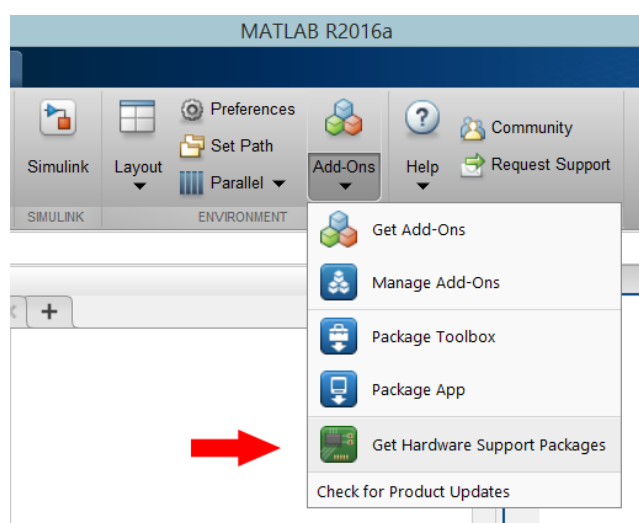 MATLAB R2016a
Simulink
Layout
Preferences
Set Path
Parallel
Add-Ons
Help
Community
Request Support
SIMULINK
ENVIRONMENT
Get Add-Ons
Manage Add-Ons
Package Toolbox
Package App
Get Hardware Support Packages
Check for Product Updates